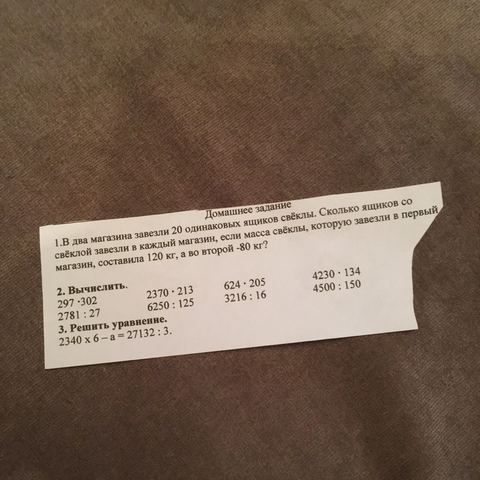 Домашнее задание
1.В два магазина завезли 20 одинаковых ящиков свёклы. Сколько ящиков со
свёклой завезли в каждый магазин, если масса свёклы, которую завезли в первый
магазин, составила 120 кг, а во второй -80 кг?
2. Вычислить.
297 ·302 2370 · 213 624 · 205 4230 · 134
2781 : 27 6250 : 125 3216 : 16 4500 : 150
3. Решить уравнение.
2340 х 6 – а = 27132 : 3.